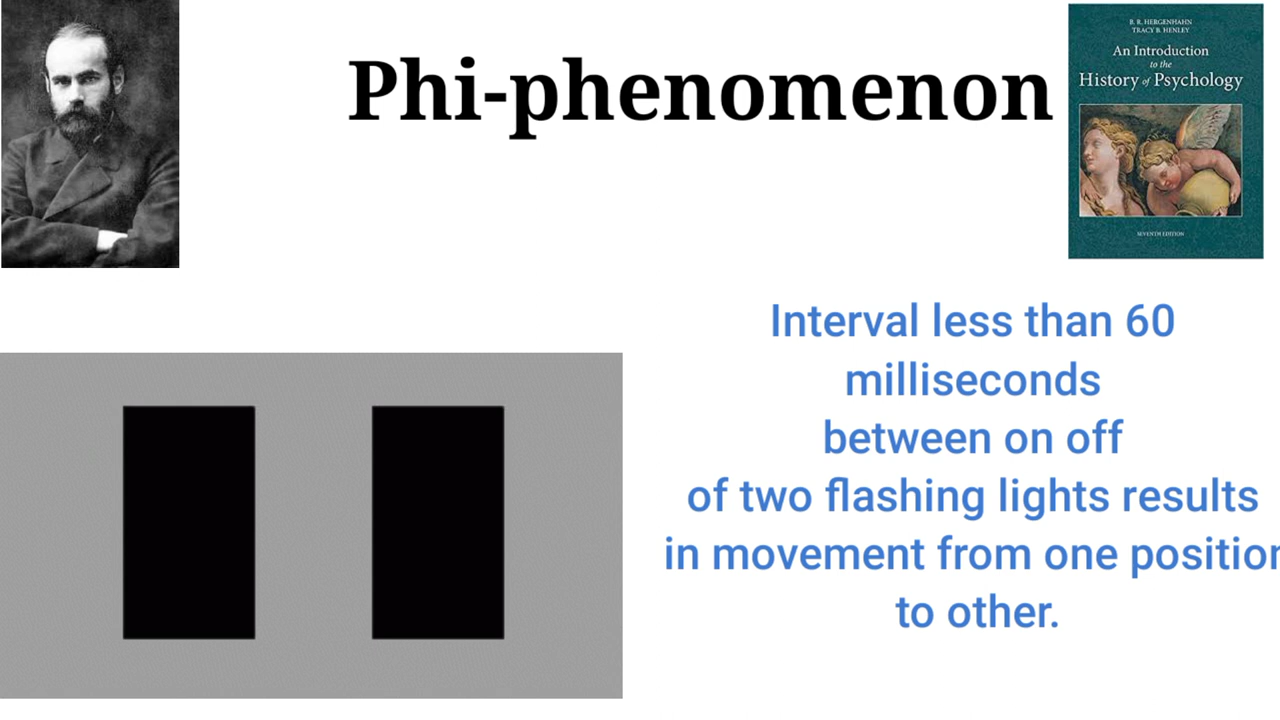 Phi-phenomenon
B. R. HERGENHAHN
TRACY B. HENLEY
An Introduction
to the
History of Psychology
SEVENTH EDITION
Interval less than 60
milliseconds
between on off
of two flashing lights results
in movement from one position
to other.